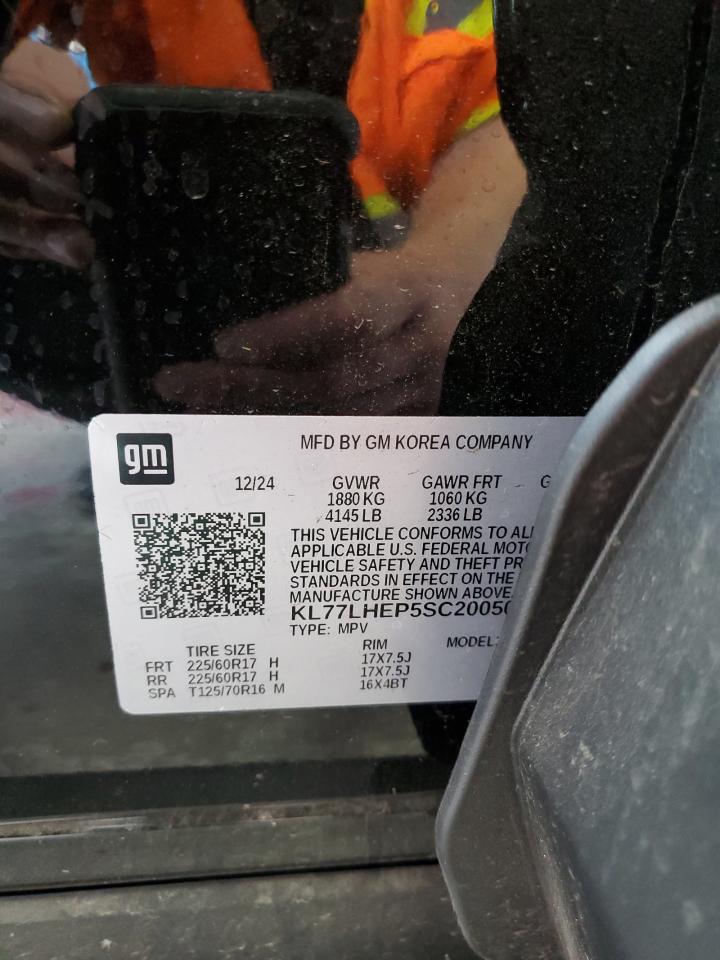 gm
MFD BY GM KOREA COMPANY
12/24 GVWR GAWR FRT G
1880 KG 1060 KG
4145 LB 2336 LB
THIS VEHICLE CONFORMS TO AL
APPLICABLE U.S. FEDERAL MOTO
VEHICLE SAFETY AND THEFT PR
STANDARDS IN EFFECT ON THE
MANUFACTURE SHOWN ABOVE
KL77LHEP5SC2005
TYPE: MPV MODEL:
TIRE SIZE RIM
FRT 225/60R17 H 17X7.5J
RR 225/60R17 H 17X7.5J
SPA T125/70R16 M 16X4BT